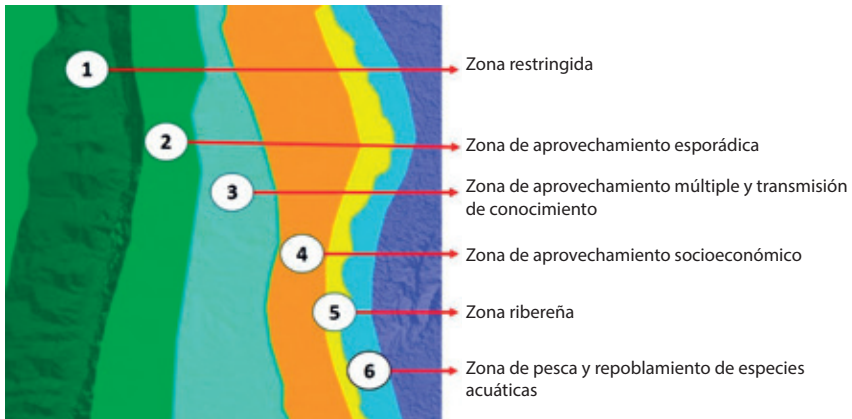 1
Zona restringida
2
Zona de aprovechamiento esporádica
3
Zona de aprovechamiento múltiple y transmisión
de conocimiento
4
Zona de aprovechamiento socioeconómico
5
Zona ribereña
6
Zona de pesca y repoblamiento de especies
acuáticas